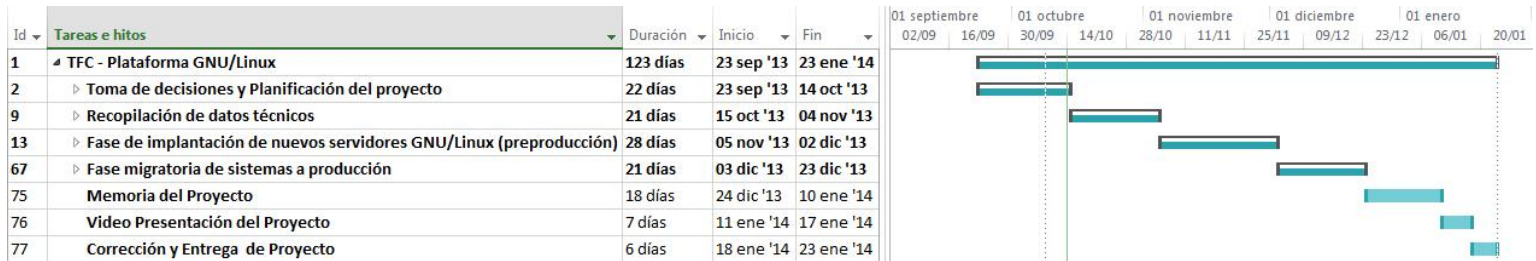 01 septiembre 01 octubre 01 noviembre 01 diciembre 01 enero
Id Tareas e hitos Duración Inicio Fin 02/09 16/09 30/09 14/10 28/10 11/11 25/11 09/12 23/12 06/01 20/01
1 TFC - Plataforma GNU/Linux 123 días 23 sep '13 23 ene '14
2 Toma de decisiones y Planificación del proyecto 22 días 23 sep '13 14 oct '13
9 Recopilación de datos técnicos 21 días 15 oct '13 04 nov '13
13 Fase de implantación de nuevos servidores GNU/Linux (preproducción) 28 días 05 nov '13 02 dic '13
67 Fase migratoria de sistemas a producción 21 días 03 dic '13 23 dic '13
75 Memoria del Proyecto 18 días 24 dic '13 10 ene '14
76 Video Presentación del Proyecto 7 días 11 ene '14 17 ene '14
77 Corrección y Entrega de Proyecto 6 días 18 ene '14 23 ene '14